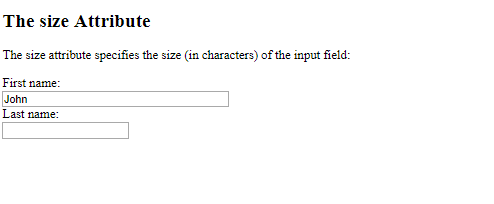 The size Attribute
The size attribute specifies the size (in characters) of the input field:
First name:
John
Last name: